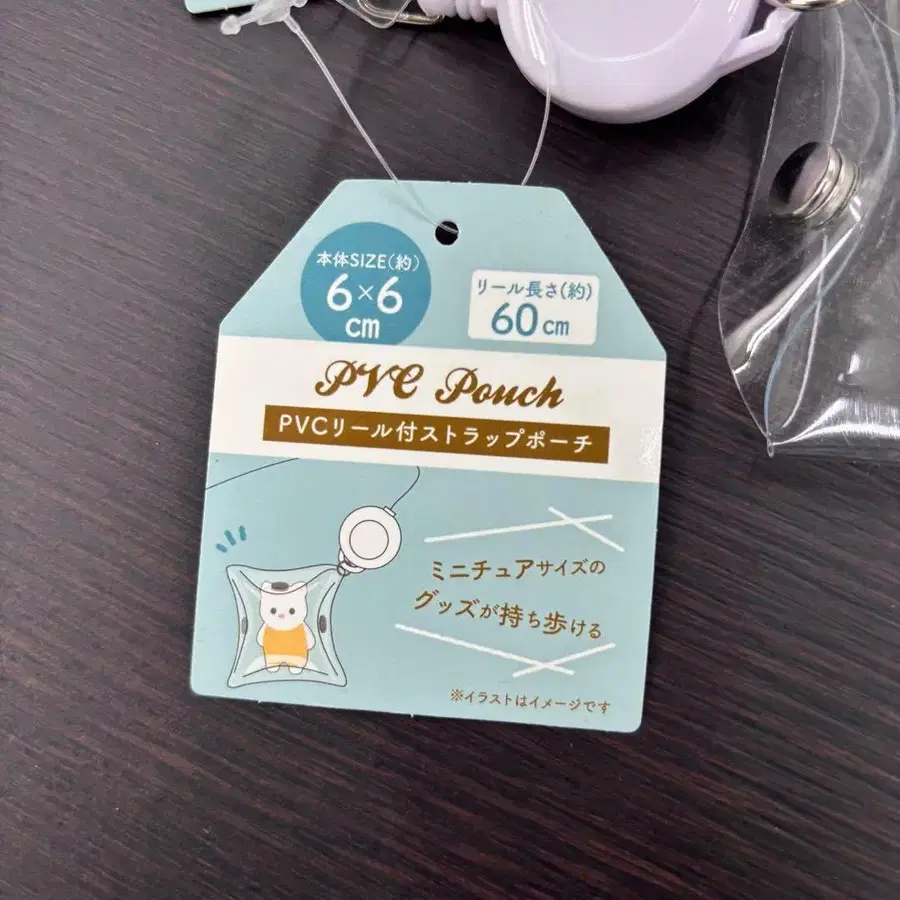 本体SIZE(約)
6×6
cm
リール長さ(約)
60cm
PVC Pouch
PVCリール付ストラップポーチ
ミニチュアサイズの
グッズが持ち歩ける
※イラストはイメージです